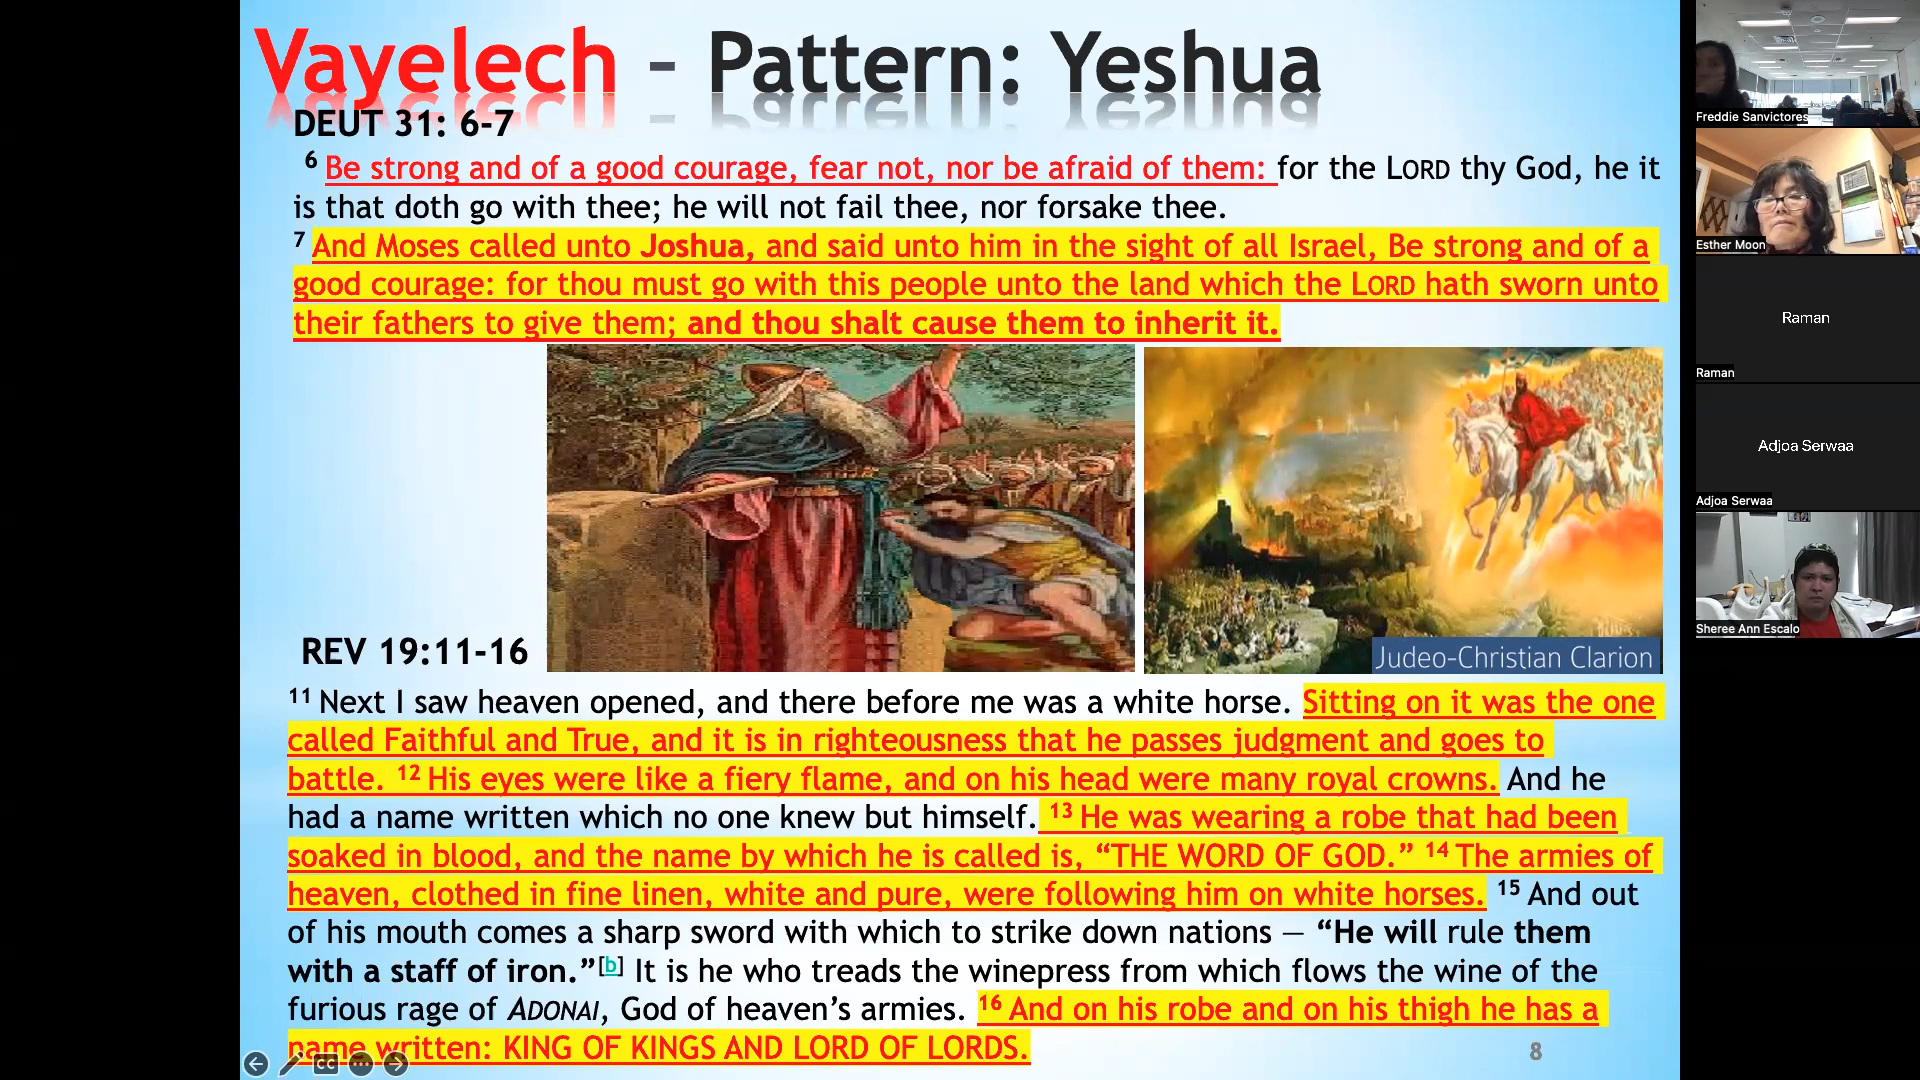 Vayelech - Pattern: Yeshua
DEUT 31: 6-7
6 Be strong and of a good courage, fear not, nor be afraid of them: for the LORD thy God, he it
is that doth go with thee; he will not fail thee, nor forsake thee.
7 And Moses called unto Joshua, and said unto him in the sight of all Israel, Be strong and of a
good courage: for thou must go with this people unto the land which the LORD hath sworn unto
their fathers to give them; and thou shalt cause them to inherit it.
Judeo-Christian Clarion
REV 19:11-16
11 Next I saw heaven opened, and there before me was a white horse. Sitting on it was the one
called Faithful and True, and it is in righteousness that he passes judgment and goes to
battle. 12 His eyes were like a fiery flame, and on his head were many royal crowns. And he
had a name written which no one knew but himself. 13 He was wearing a robe that had been
soaked in blood, and the name by which he is called is, “THE WORD OF GOD.” 14 The armies of
heaven, clothed in fine linen, white and pure, were following him on white horses. 15 And out
of his mouth comes a sharp sword with which to strike down nations — “He will rule them
with a staff of iron.”[b] It is he who treads the winepress from which flows the wine of the
furious rage of ADONAI, God of heaven’s armies. 16 And on his robe and on his thigh he has a
name written: KING OF KINGS AND LORD OF LORDS.
8
CC
Freddie Sanvictores
Esther Moon
Raman
Raman
Adjoa Serwaa
Adjoa Serwaa
Sheree Ann Escalo